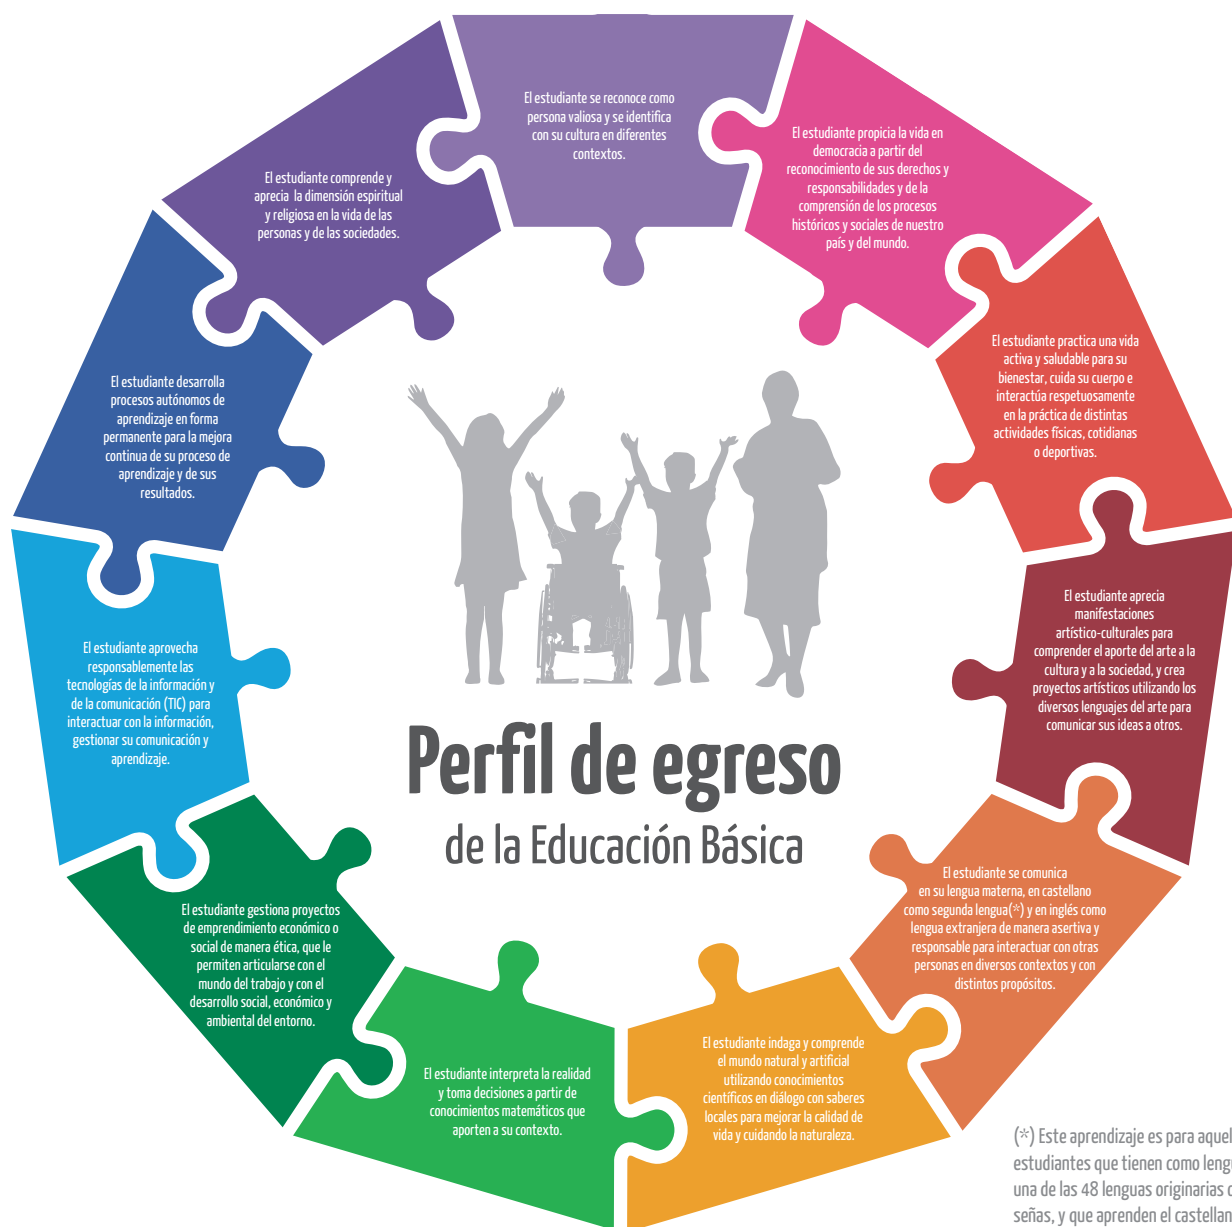 El estudiante se reconoce como
persona valiosa y se identifica
con su cultura en diferentes
contextos.
El estudiante propicia la vida en
democracia a partir del
reconocimiento de sus derechos y
responsabilidades y de la
comprensión de los procesos
históricos y sociales de nuestro
país y del mundo.
El estudiante practica una vida
activa y saludable para su
bienestar, cuida su cuerpo e
interactúa respetuosamente
en la práctica de distintas
actividades físicas, cotidianas
o deportivas.
El estudiante aprecia
manifestaciones
artístico-culturales para
comprender el aporte del arte a la
cultura y a la sociedad, y crea
proyectos artísticos utilizando los
diversos lenguajes del arte para
comunicar sus ideas a otros.
El estudiante se comunica
en su lengua materna, en castellano
como segunda lengua(*) y en inglés como
lengua extranjera de manera asertiva y
responsable para interactuar con otras
personas en diversos contextos y con
distintos propósitos.
El estudiante indaga y comprende
el mundo natural y artificial
utilizando conocimientos
científicos en diálogo con saberes
locales para mejorar la calidad de
vida y cuidando la naturaleza.
El estudiante interpreta la realidad
y toma decisiones a partir de
conocimientos matemáticos que
aporten a su contexto.
El estudiante gestiona proyectos
de emprendimiento económico o
social de manera ética, que le
permiten articularse con el
mundo del trabajo y con el
desarrollo social, económico y
ambiental del entorno.
El estudiante aprovecha
responsablemente las
tecnologías de la información y
de la comunicación (TIC) para
interactuar con la información,
gestionar su comunicación y
aprendizaje.
El estudiante desarrolla
procesos autónomos de
aprendizaje en forma
permanente para la mejora
continua de su proceso de
aprendizaje y de sus
resultados.
El estudiante comprende y
aprecia la dimensión espiritual
y religiosa en la vida de las
personas y de las sociedades.
Perfil de egreso
de la Educación Básica
(*) Este aprendizaje es para aquel
estudiantes que tienen como leng
una de las 48 lenguas originarias
señas, y que aprenden el castellan